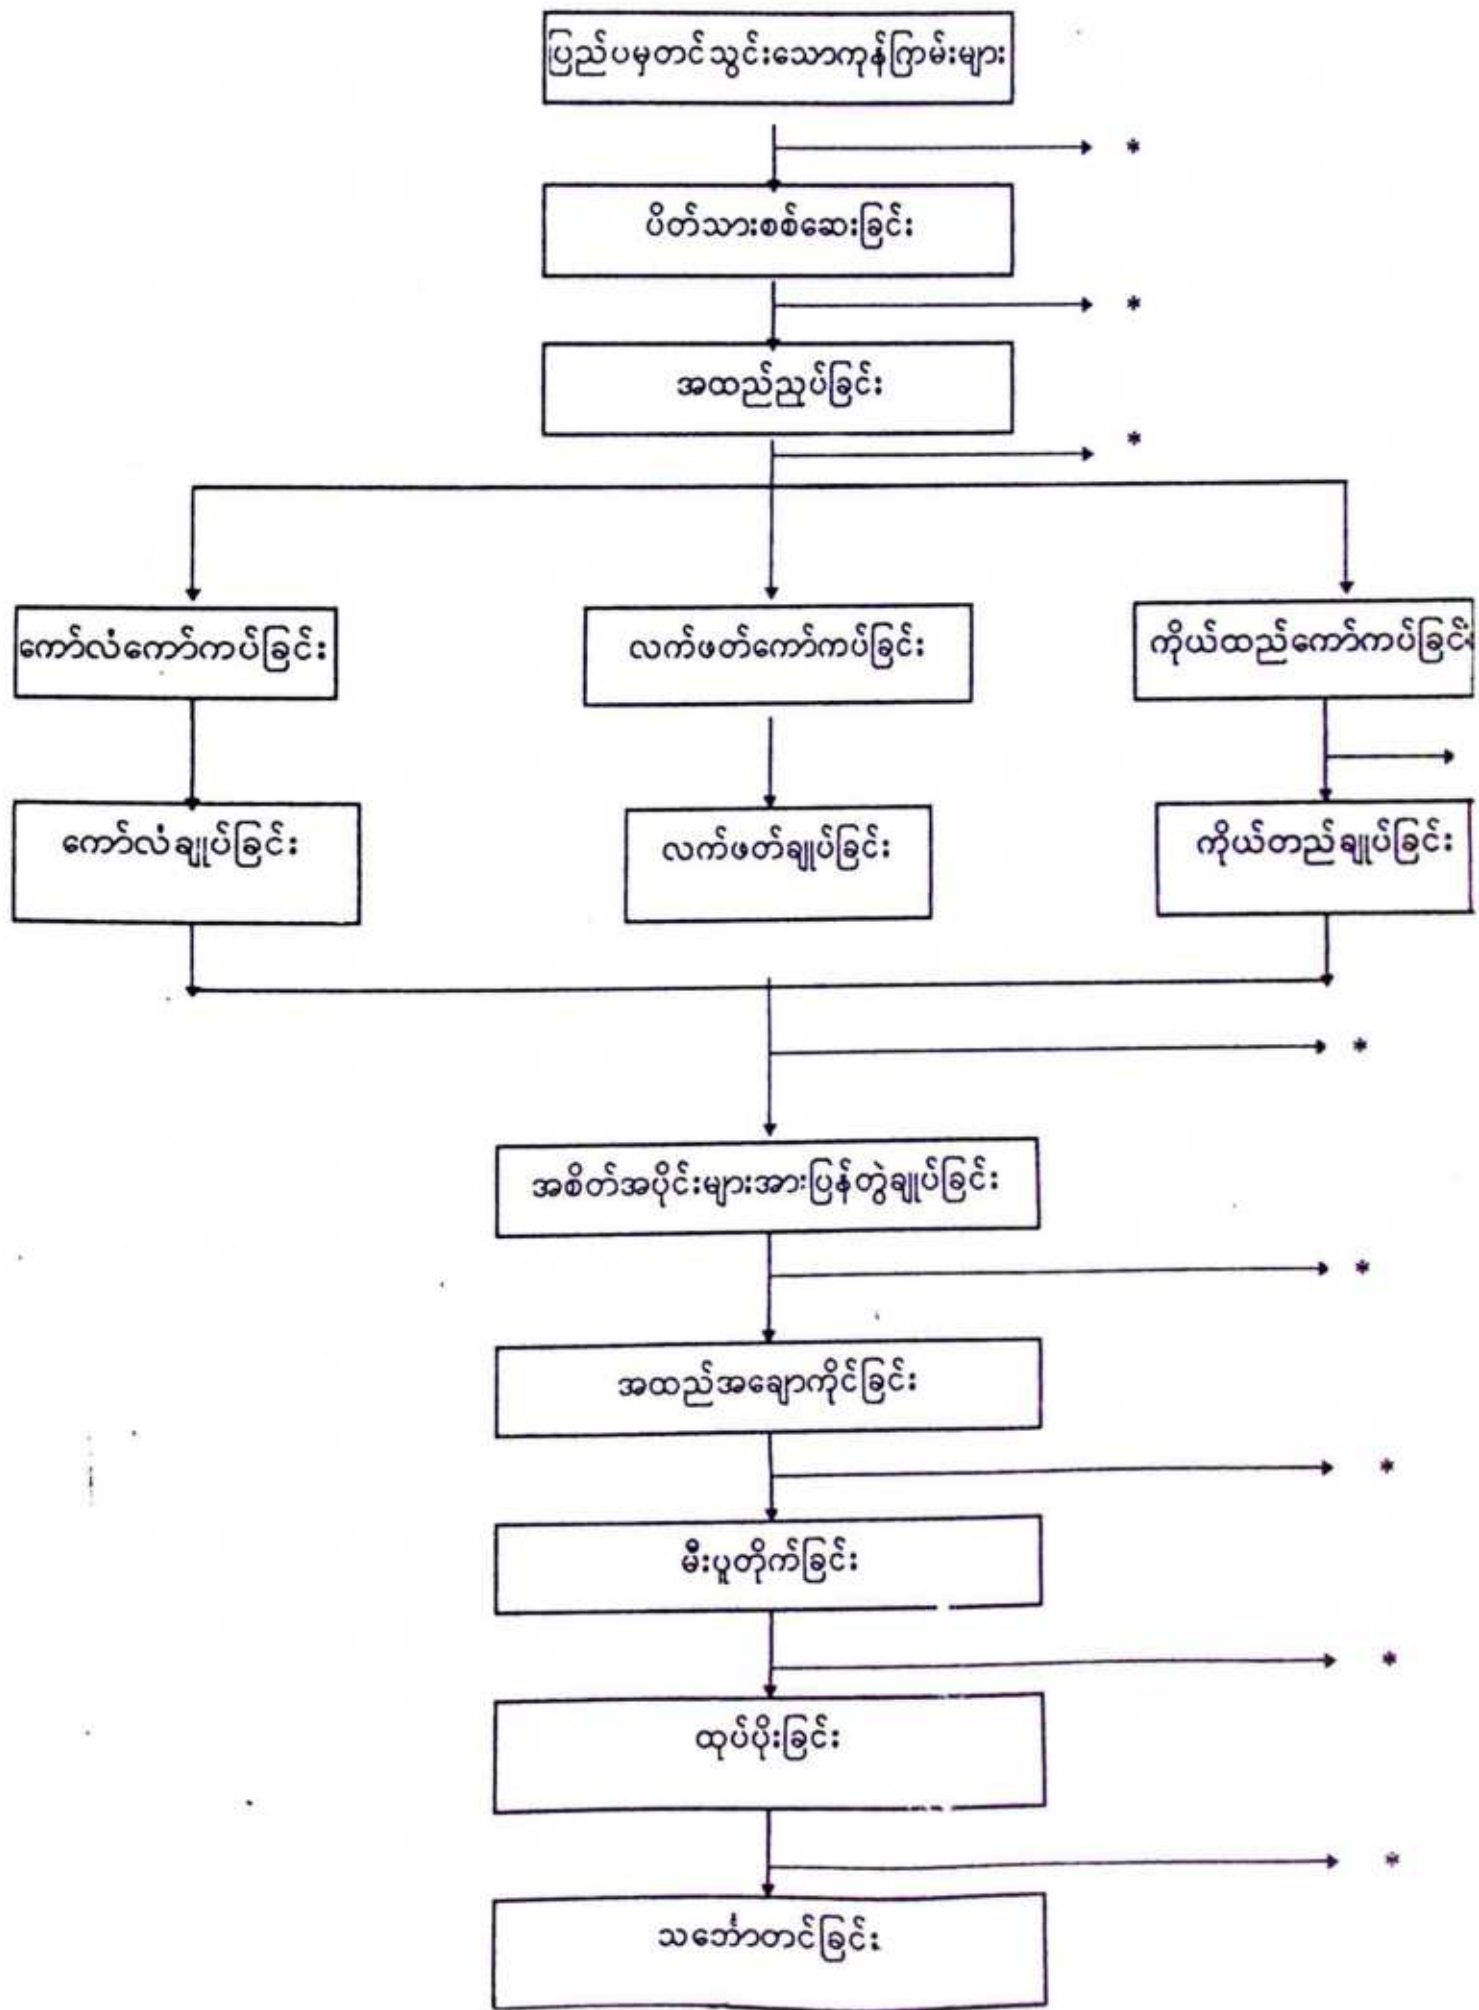 ပြည်ပမှတင်သွင်းသောကုန်ကြမ်းများ
*
ပိတ်သားစစ်ဆေးခြင်း
*
အထည်ညှပ်ခြင်း
*
ကော်လံကော်ကပ်ခြင်း
လက်ဖတ်ကော်ကပ်ခြင်း
ကိုယ်ထည်ကော်ကပ်ခြင်း
ကော်လံချုပ်ခြင်း
လက်ဖတ်ချုပ်ခြင်း
ကိုယ်တည်ချုပ်ခြင်း
*
အစိတ်အပိုင်းများအားပြန်တွဲချုပ်ခြင်း
*
အထည်အချောကိုင်ခြင်း
*
မီးပူတိုက်ခြင်း
*
ထုပ်ပိုးခြင်း
*
သင်္ဘောတင်ခြင်း